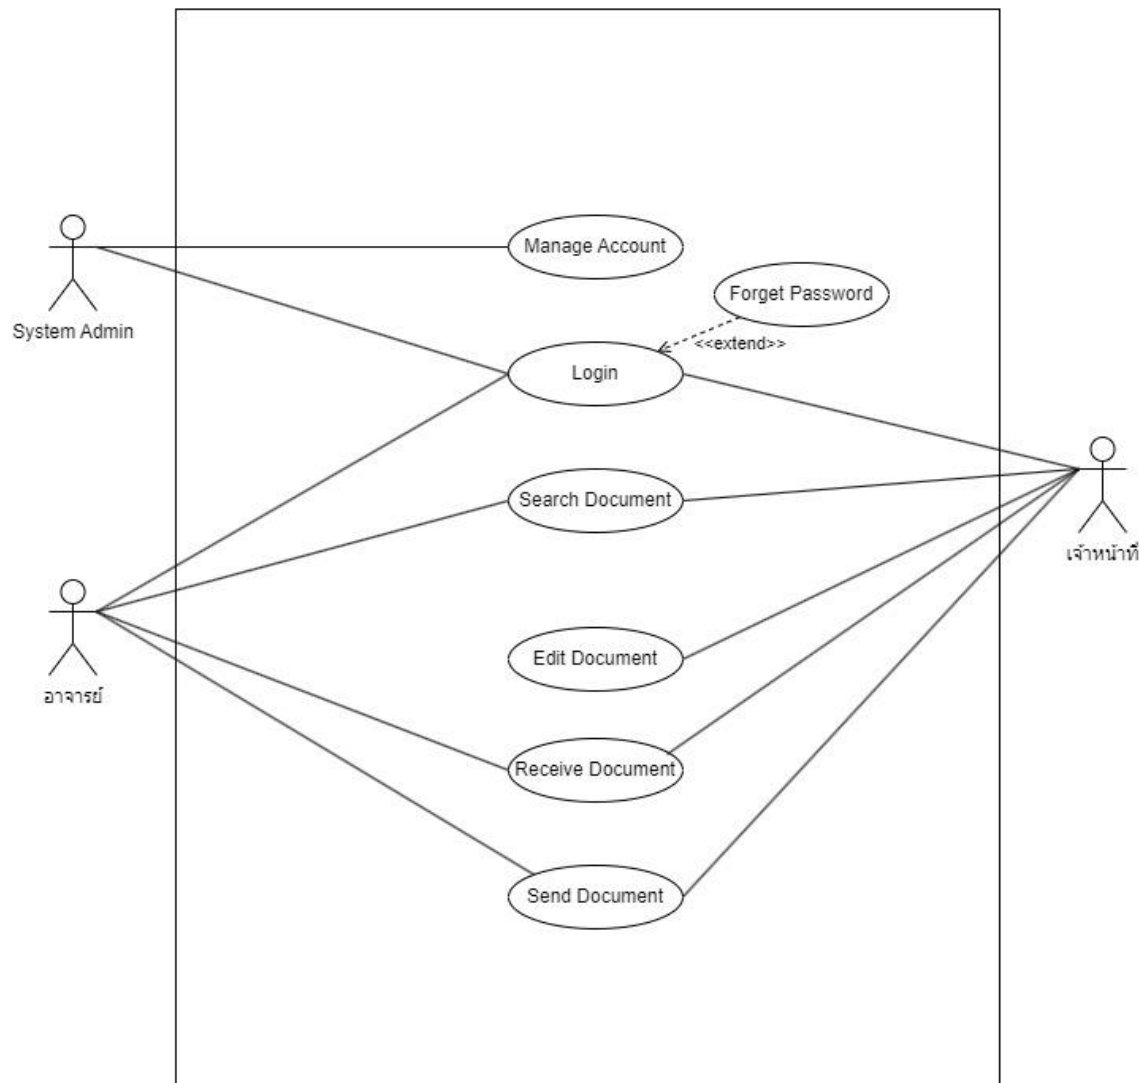 Manage Account
Forget Password
System Admin
<<extend>>
Login
Search Document
เจ้าหน้าที่
Edit Document
อาจารย์
Receive Document
Send Document